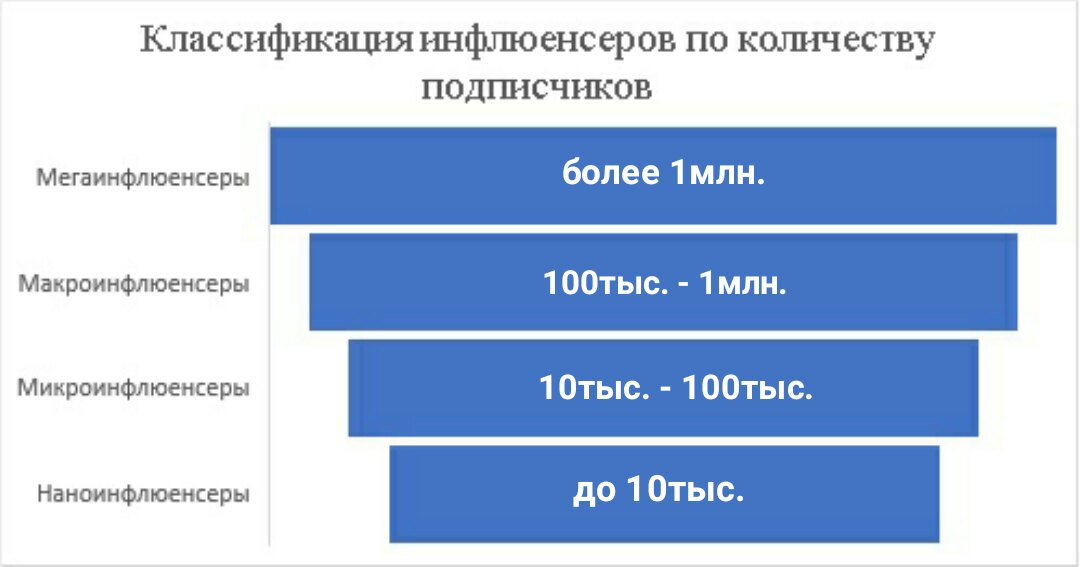 Классификация инфлюенсеров по количеству
подписчиков
Мегаинфлюенсеры
более 1млн.
Макроинфлюенсеры
100тыс. - 1млн.
Микроинфлюенсеры
10тыс. - 100тыс.
Наноинфлюенсеры
до 10тыс.